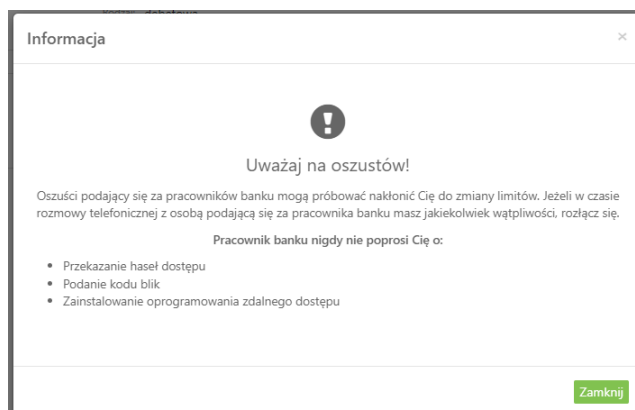 Rodzaj debetowa
Informacja ×
Uważaj na oszustów!
Oszuści podający się za pracowników banku mogą próbować nakłonić Cię do zmiany limitów. Jeżeli w czasie
rozmowy telefonicznej z osobą podającą się za pracownika banku masz jakiekolwiek wątpliwości, rozłącz się.
Pracownik banku nigdy nie poprosi Cię o:
• Przekazanie haseł dostępu
• Podanie kodu blik
• Zainstalowanie oprogramowania zdalnego dostępu
Zamknij